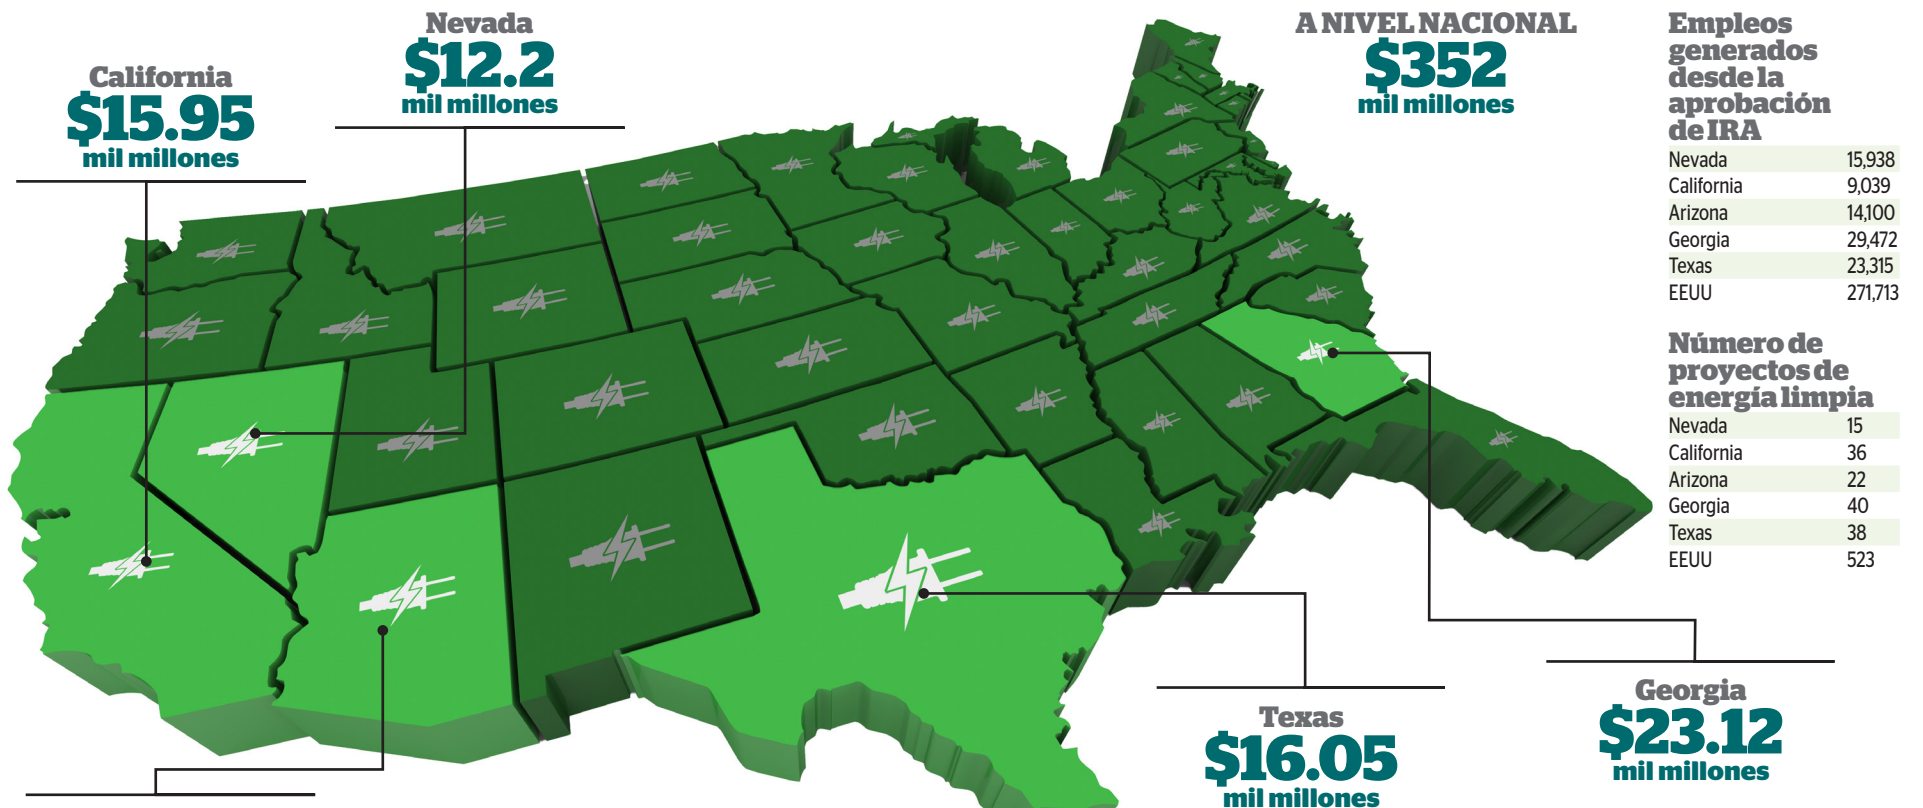 Nevada
$12.2
mil millones
California
$15.95
mil millones
A NIVEL NACIONAL
$352
mil millones
Empleos
generados
desde la
aprobación
de IRA
Nevada 15,938
California 9,039
Arizona 14,100
Georgia 29,472
Texas 23,315
EEUU 271,713
Número de
proyectos de
energía limpia
Nevada 15
California 36
Arizona 22
Georgia 40
Texas 38
EEUU 523
Georgia
$23.12
mil millones
Texas
$16.05
mil millones